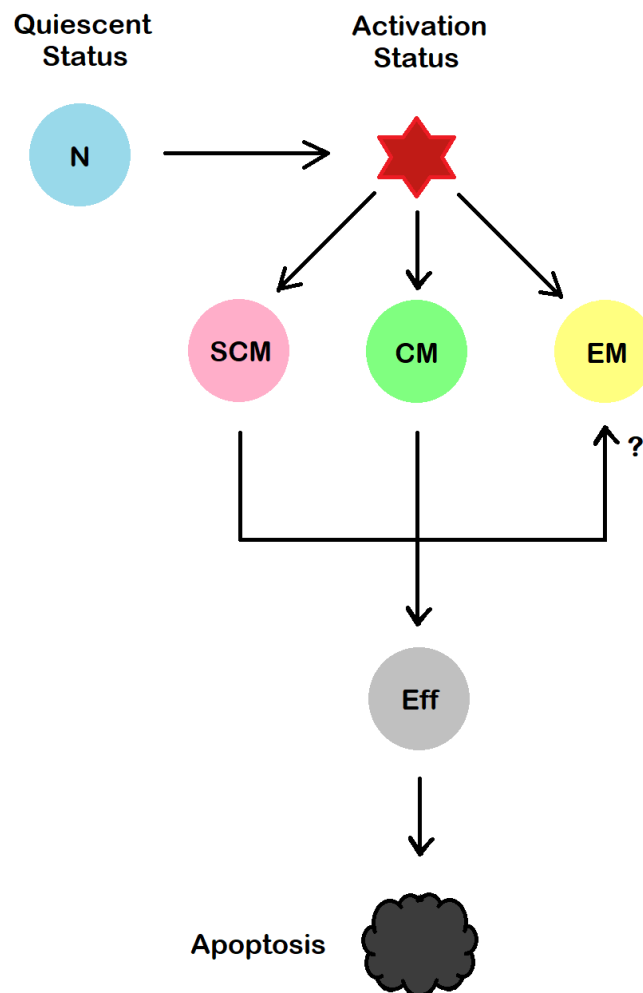 Quiescent
Status
Activation
Status
N
SCM
CM
EM
?
Eff
Apoptosis